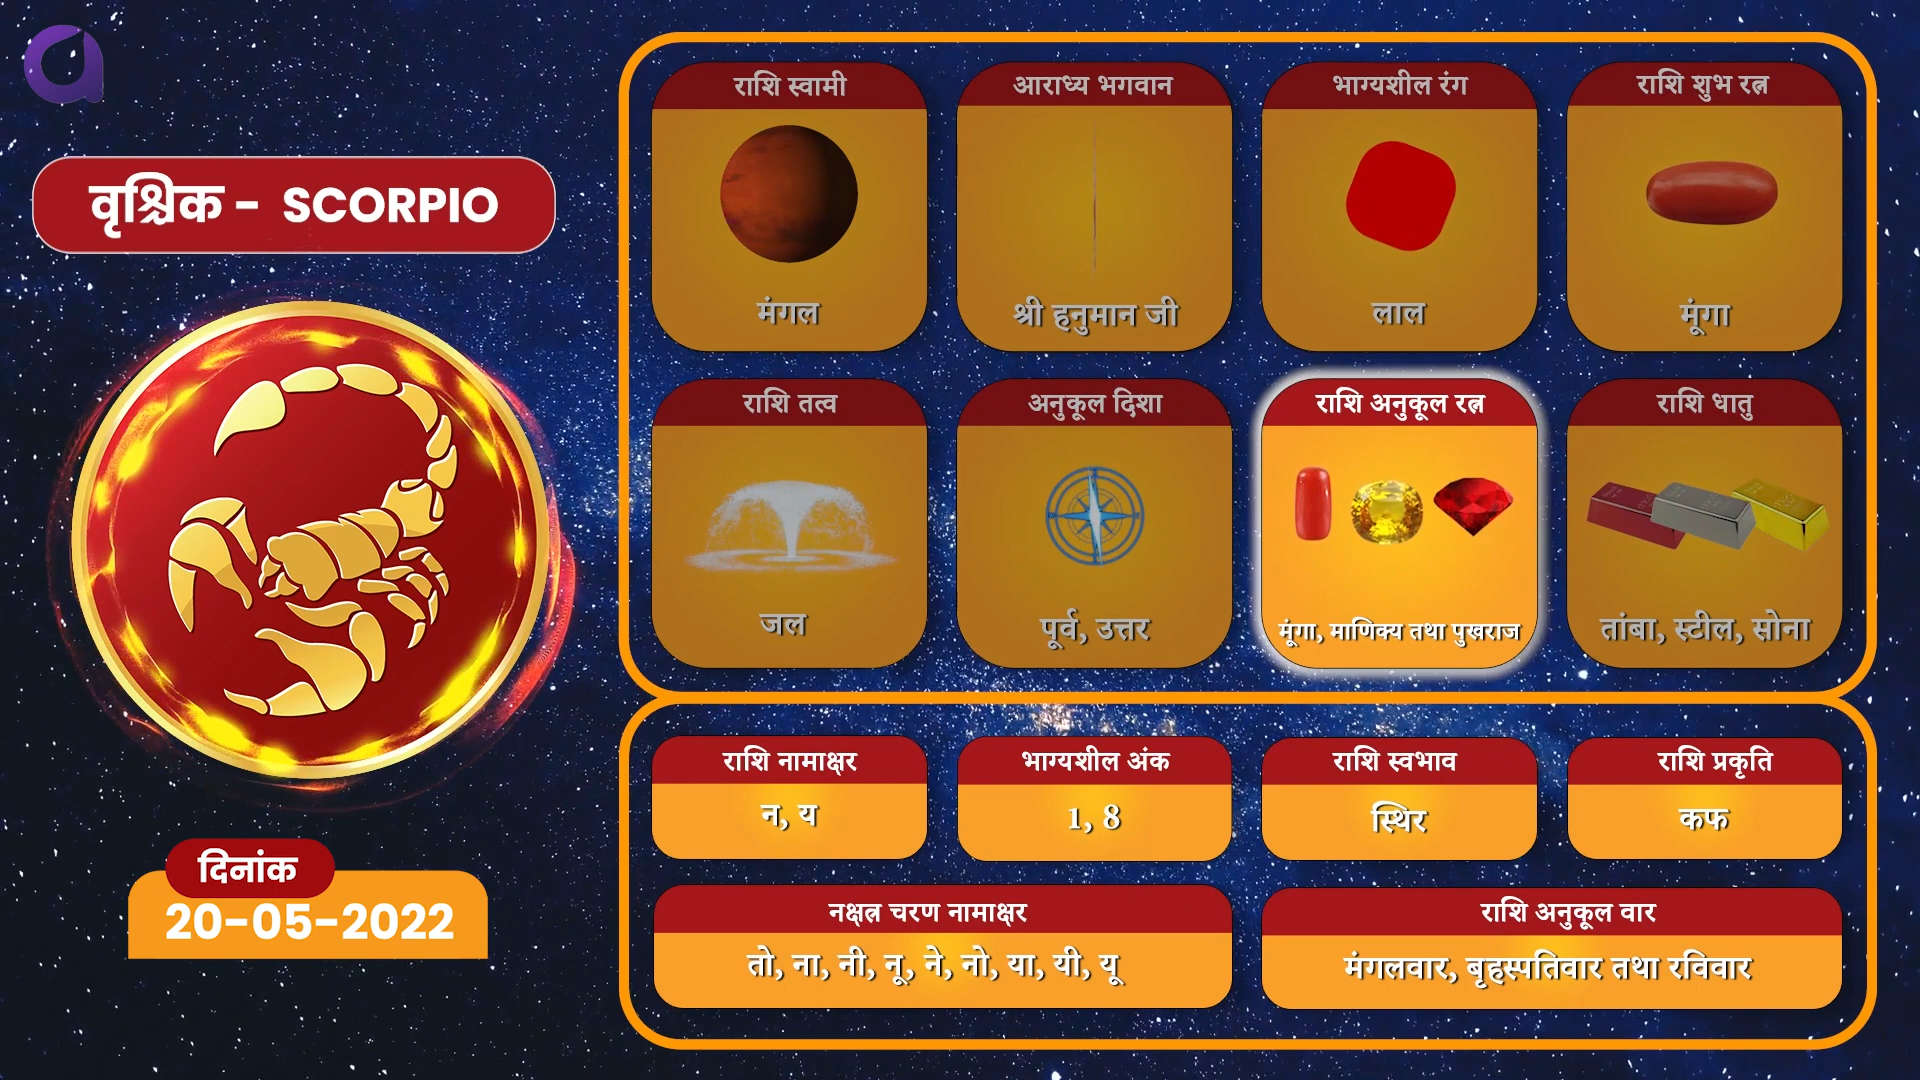 वृश्चिक - SCORPIO
दिनांक
20-05-2022
राशि स्वामी
मंगल
आराध्य भगवान
श्री हनुमान जी
भाग्यशील रंग
लाल
राशि शुभ रत्न
मूंगा
राशि तत्व
जल
अनुकूल दिशा
पूर्व, उत्तर
राशि अनुकूल रत्न
मूंगा, माणिक्य तथा पुखराज
राशि धातु
तांबा, स्टील, सोना
राशि नामाक्षर
न, य
भाग्यशील अंक
1, 8
राशि स्वभाव
स्थिर
राशि प्रकृति
कफ
नक्षत्र चरण नामाक्षर
तो, ना, नी, नू, ने, नो, या, यी, यू
राशि अनुकूल वार
मंगलवार, बृहस्पतिवार तथा रविवार